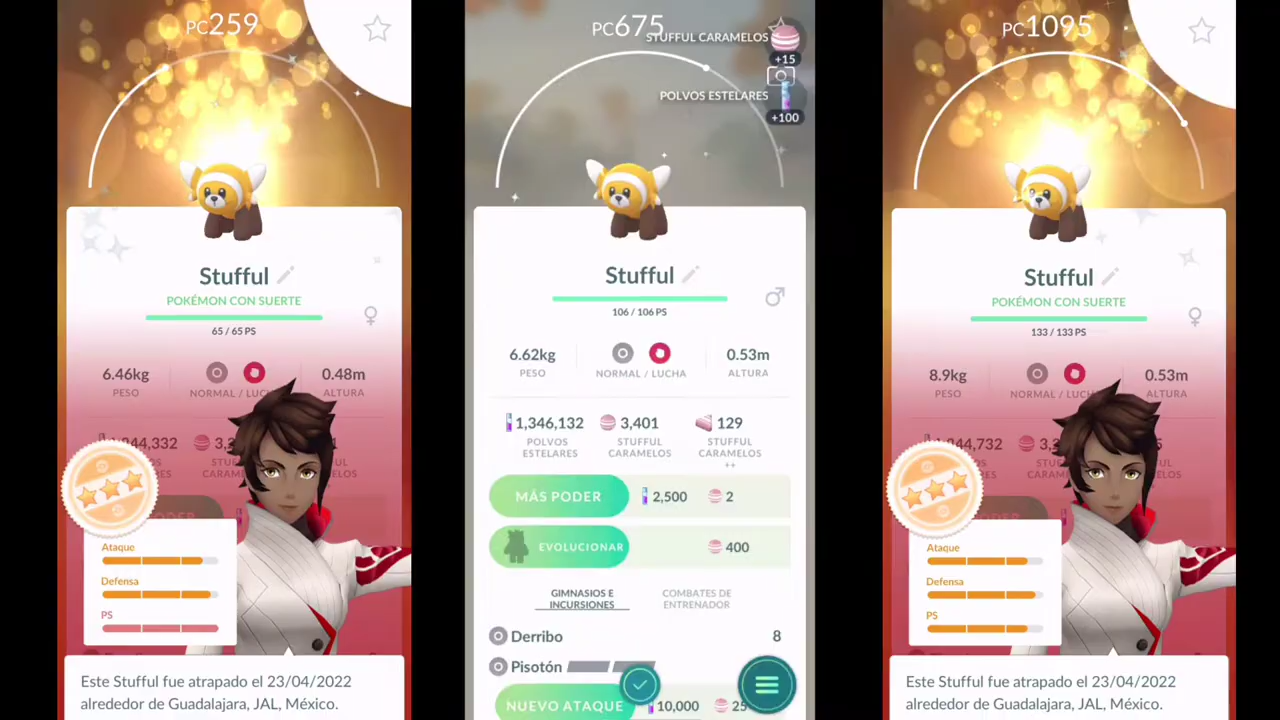 PC259
Stufful
POKÉMON CON SUERTE
65 / 65 PS
6.46kg
PESO
NORMAL / LUCH
0.48m
ALTURA
Ataque
Defensa
PS
Este Stufful fue atrapado el 23/04/2022
alrededor de Guadalajara, JAL, México.
PC675
STUFFUL CARAMELOS
+15
POLVOS ESTELARES
+100
Stufful
106 / 106 PS
6.62kg
PESO
NORMAL / LUCHA
0.53m
ALTURA
1,346,132
POLVOS
ESTELARES
3,401
STUFFUL
CARAMELOS
129
STUFFUL
CARAMELOS
++
MÁS PODER 2,500 2
EVOLUCIONAR 400
GIMNASIOS E
INCURSIONES
COMBATES DE
ENTRENADOR
Derribo 8
Pisotón
NUEVO ATAQUE 10,000 25
PC1095
Stufful
POKÉMON CON SUERTE
133 / 133 PS
8.9kg
PESO
NORMAL / LUCHA
0.53m
ALTURA
Ataque
Defensa
PS
Este Stufful fue atrapado el 23/04/2022
alrededor de Guadalajara, JAL, México.